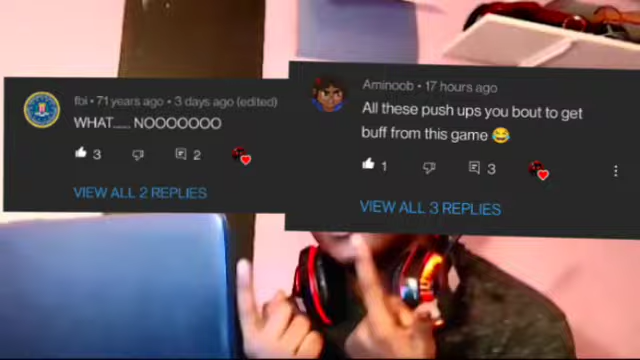 fbi • 71 years ago • 3 days ago (edited)
WHAT..... NOOOOOOO
3
2
VIEW ALL 2 REPLIES
Aminoob • 17 hours ago
All these push ups you bout to get
buff from this game 😂
1
3
VIEW ALL 3 REPLIES